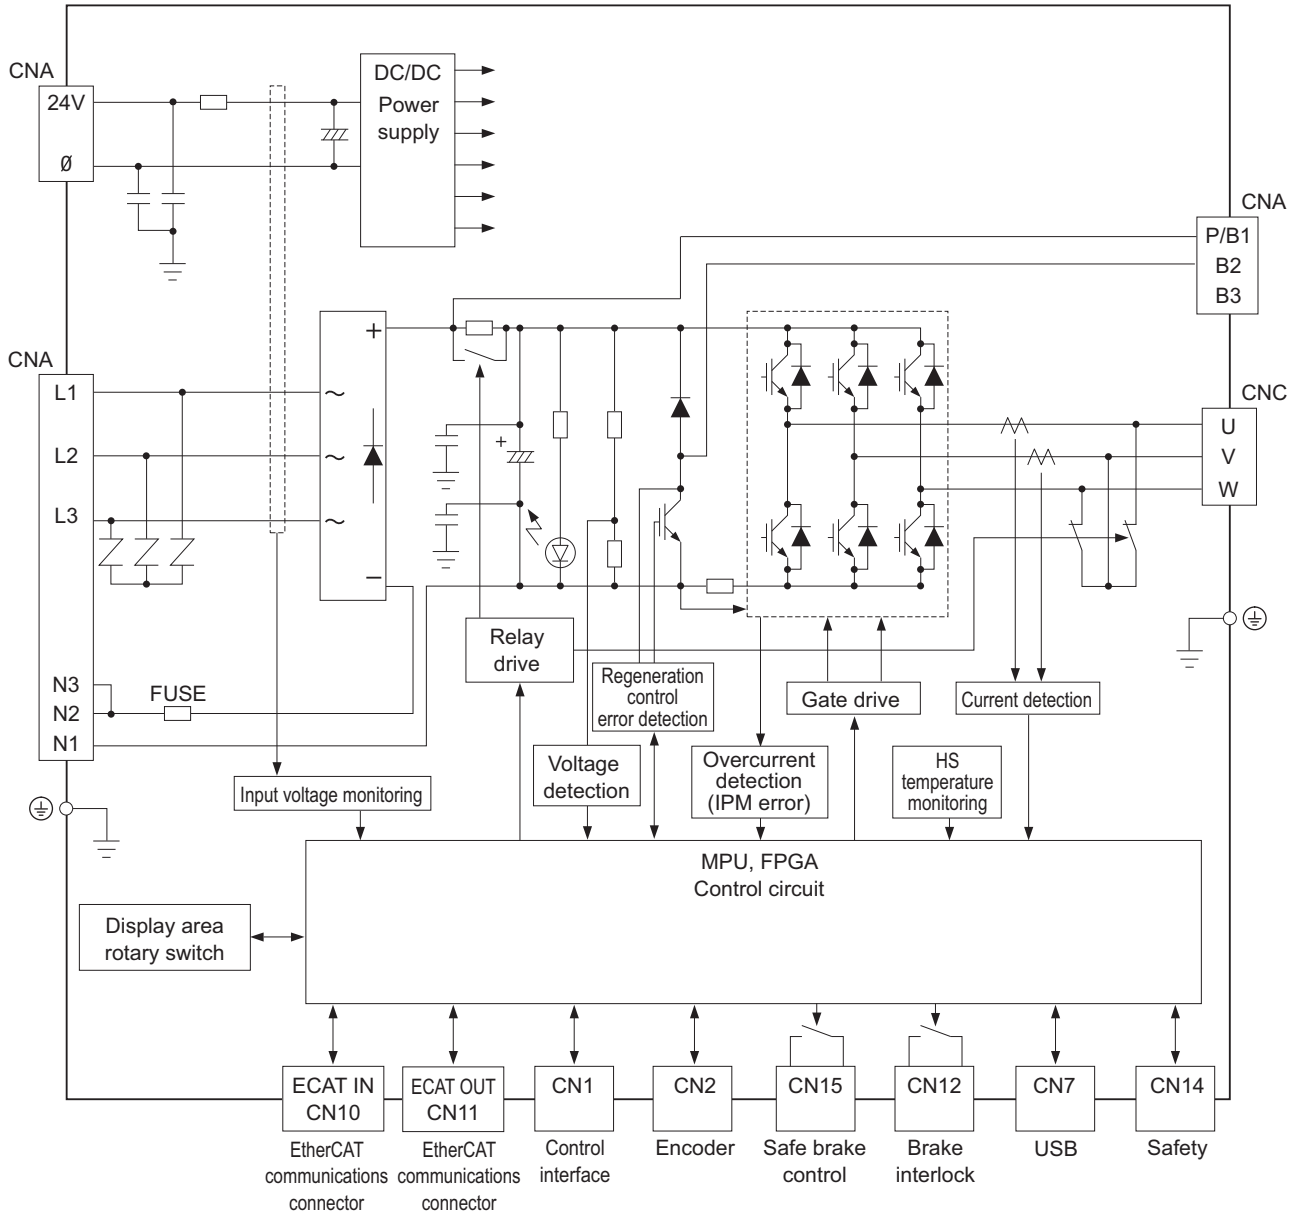 CNA
24V
Ø
DC/DC
Power
supply
CNA
P/B1
B2
B3
CNA
L1
L2
L3
N3
N2
N1
+
~
~
~
−
+
CNC
U
V
W
FUSE
Relay
drive
Regeneration
control
error detection
Gate drive
Current detection
Input voltage monitoring
Voltage
detection
Overcurrent
detection
(IPM error)
HS
temperature
monitoring
MPU, FPGA
Control circuit
Display area
rotary switch
ECAT IN
CN10
ECAT OUT
CN11
CN1
CN2
CN15
CN12
CN7
CN14
EtherCAT
communications
connector
EtherCAT
communications
connector
Control
interface
Encoder
Safe brake
control
Brake
interlock
USB
Safety